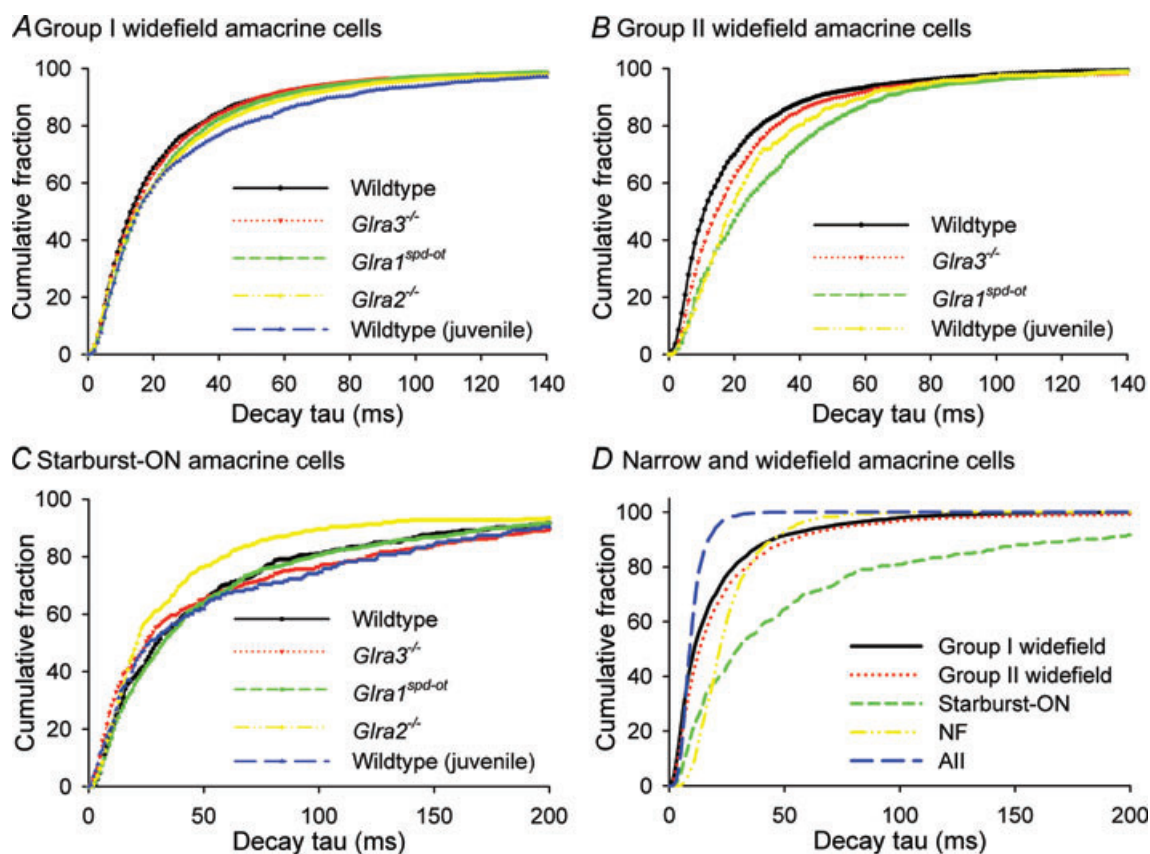 A Group I widefield amacrine cells
Cumulative fraction
100
80
60
40
20
0
Wildtype
Glra3-/-
Glra1spd-ot
Glra2-/-
Wildtype (juvenile)
0 20 40 60 80 100 120 140
Decay tau (ms)
B Group II widefield amacrine cells
Cumulative fraction
100
80
60
40
20
0
Wildtype
Glra3-/-
Glra1spd-ot
Wildtype (juvenile)
0 20 40 60 80 100 120 140
Decay tau (ms)
C Starburst-ON amacrine cells
Cumulative fraction
100
80
60
40
20
0
Wildtype
Glra3-/-
Glra1spd-ot
Glra2-/-
Wildtype (juvenile)
0 50 100 150 200
Decay tau (ms)
D Narrow and widefield amacrine cells
Cumulative fraction
100
80
60
40
20
0
Group I widefield
Group II widefield
Starburst-ON
NF
AII
0 50 100 150 200
Decay tau (ms)